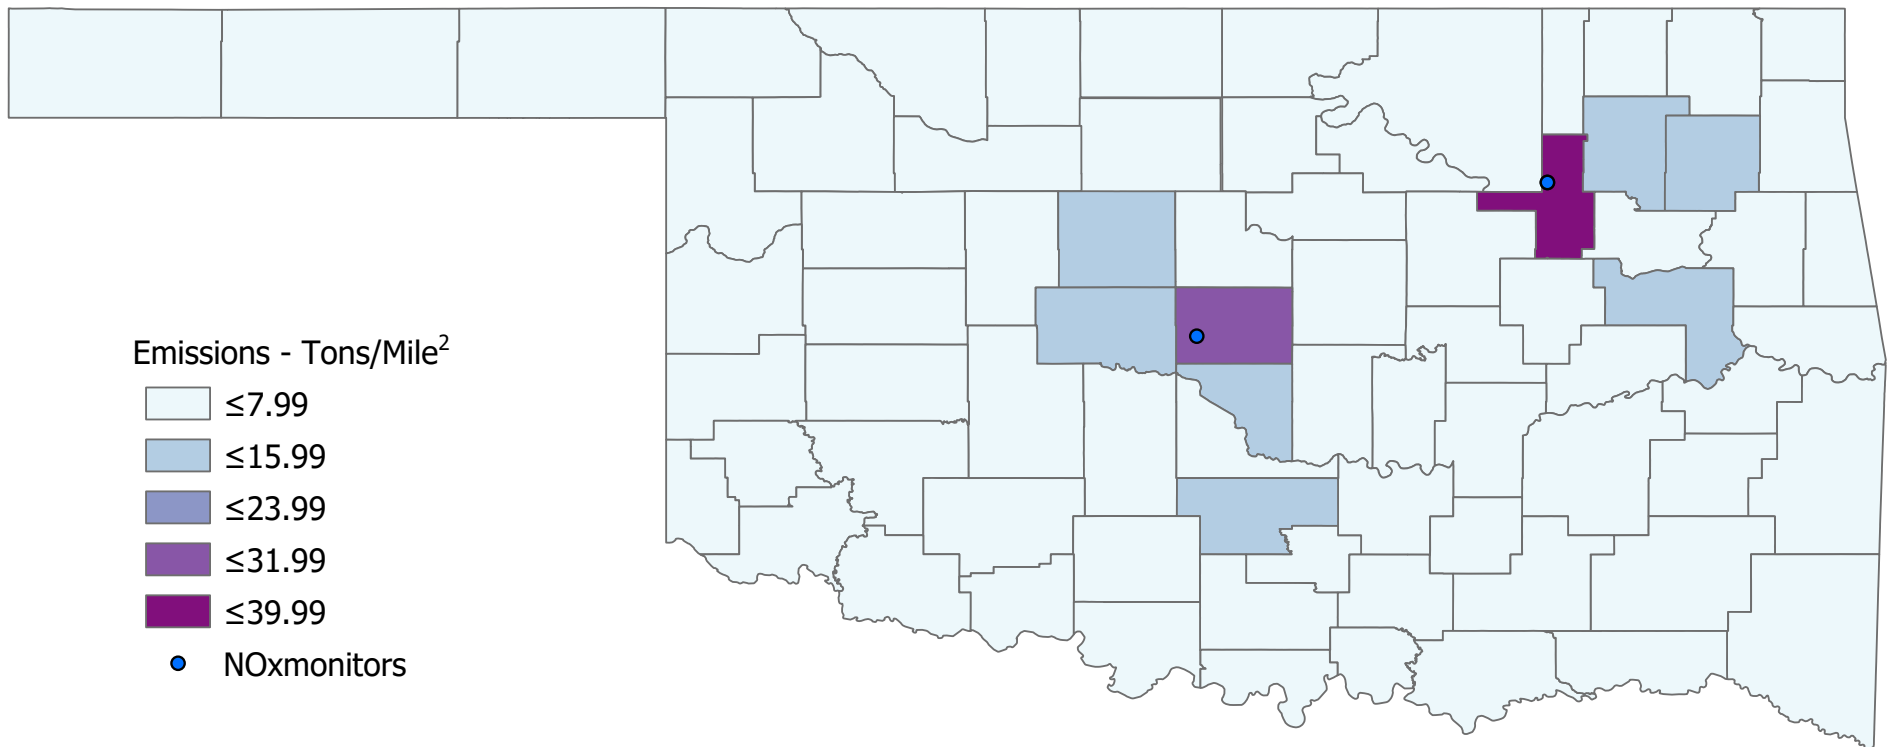 Emissions - Tons/Mile²
≤7.99
≤15.99
≤23.99
≤31.99
≤39.99
NOxmonitors